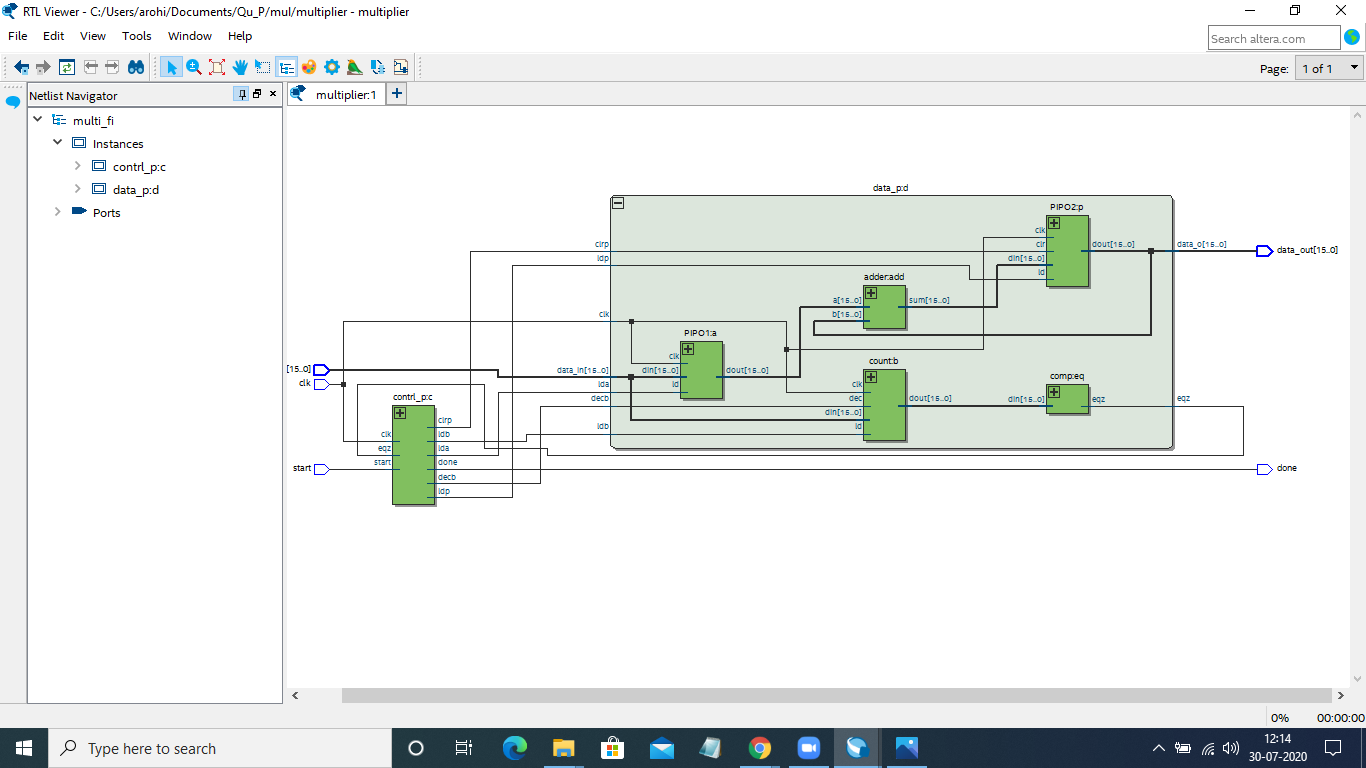 RTL Viewer - C:/Users/arohi/Documents/Qu_P/mul/multiplier - multiplier
File Edit View Tools Window Help
Search altera.com
Page: 1 of 1
Netlist Navigator
multiplier:1
multi_fi
Instances
contrl_p:c
data_p:d
Ports
data_p:d
PIPO2:p
clk
clr
din[15..0]
ld
dout[15..0]
data_o[15..0]
data_out[15..0]
clrp
ldp
adder:add
a[15..0]
b[15..0]
sum[15..0]
clk
PIPO1:a
clk
din[15..0]
ld
dout[15..0]
[15..0]
clk
data_in[15..0]
lda
decb
ldb
count:b
clk
dec
din[15..0]
ld
dout[15..0]
comp:eq
din[15..0]
eqz
eqz
contrl_p:c
clk
eqz
start
clrp
ldb
lda
done
decb
ldp
start
done
0% 00:00:00
Type here to search
12:14
30-07-2020